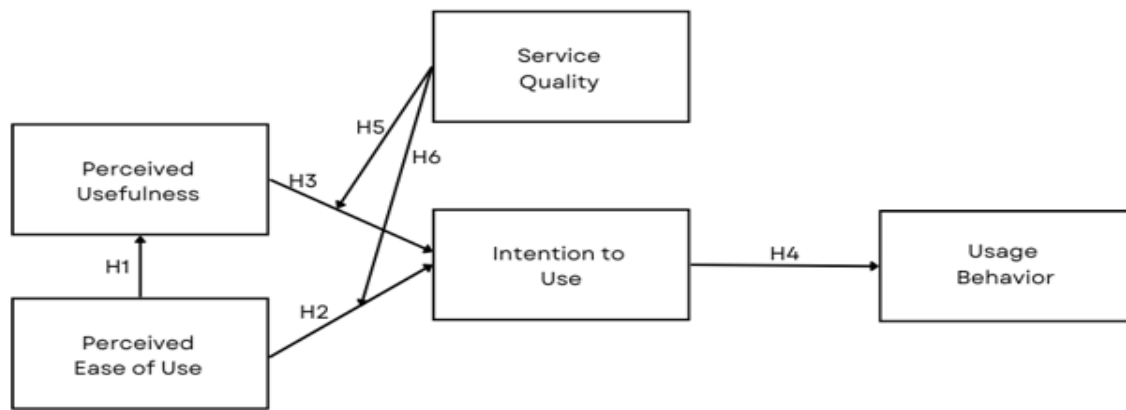 Service
Quality
H5
H6
Perceived
Usefulness
H3
H1
Intention to
Use
H4
Usage
Behavior
H2
Perceived
Ease of Use